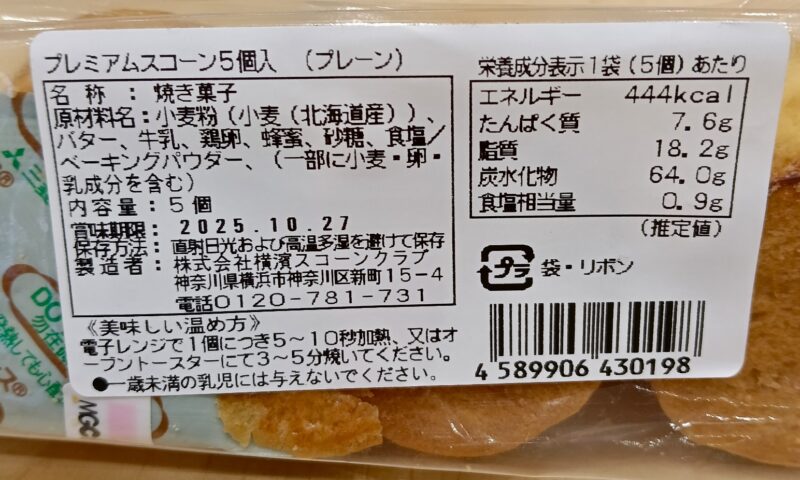 プレミアムスコーン5個入 (プレーン)
名 称 : 焼き菓子
原材料名:小麦粉(小麦(北海道産))、
バター、牛乳、鶏卵、蜂蜜、砂糖、食塩/
ベーキングパウダー、(一部に小麦・卵・
乳成分を含む)
内容量:5個
賞味期限: 2025.10.27
保存方法: 直射日光および高温多湿を避けて保存
製造者: 株式会社横濱スコーンクラブ
神奈川県横浜市神奈川区新町15-4
電話0120-781-731
《美味しい温め方》
電子レンジで1個につき5~10秒加熱、又はオ
ーブントースターにて3~5分焼いてください。
●一歳未満の乳児には与えないでください。
栄養成分表示1袋(5個)あたり
エネルギー 444kcal
たんぱく質 7.6g
脂質 18.2g
炭水化物 64.0g
食塩相当量 0.9g
(推定値)
プラ 袋・リボン
4 589906 430198
MGC